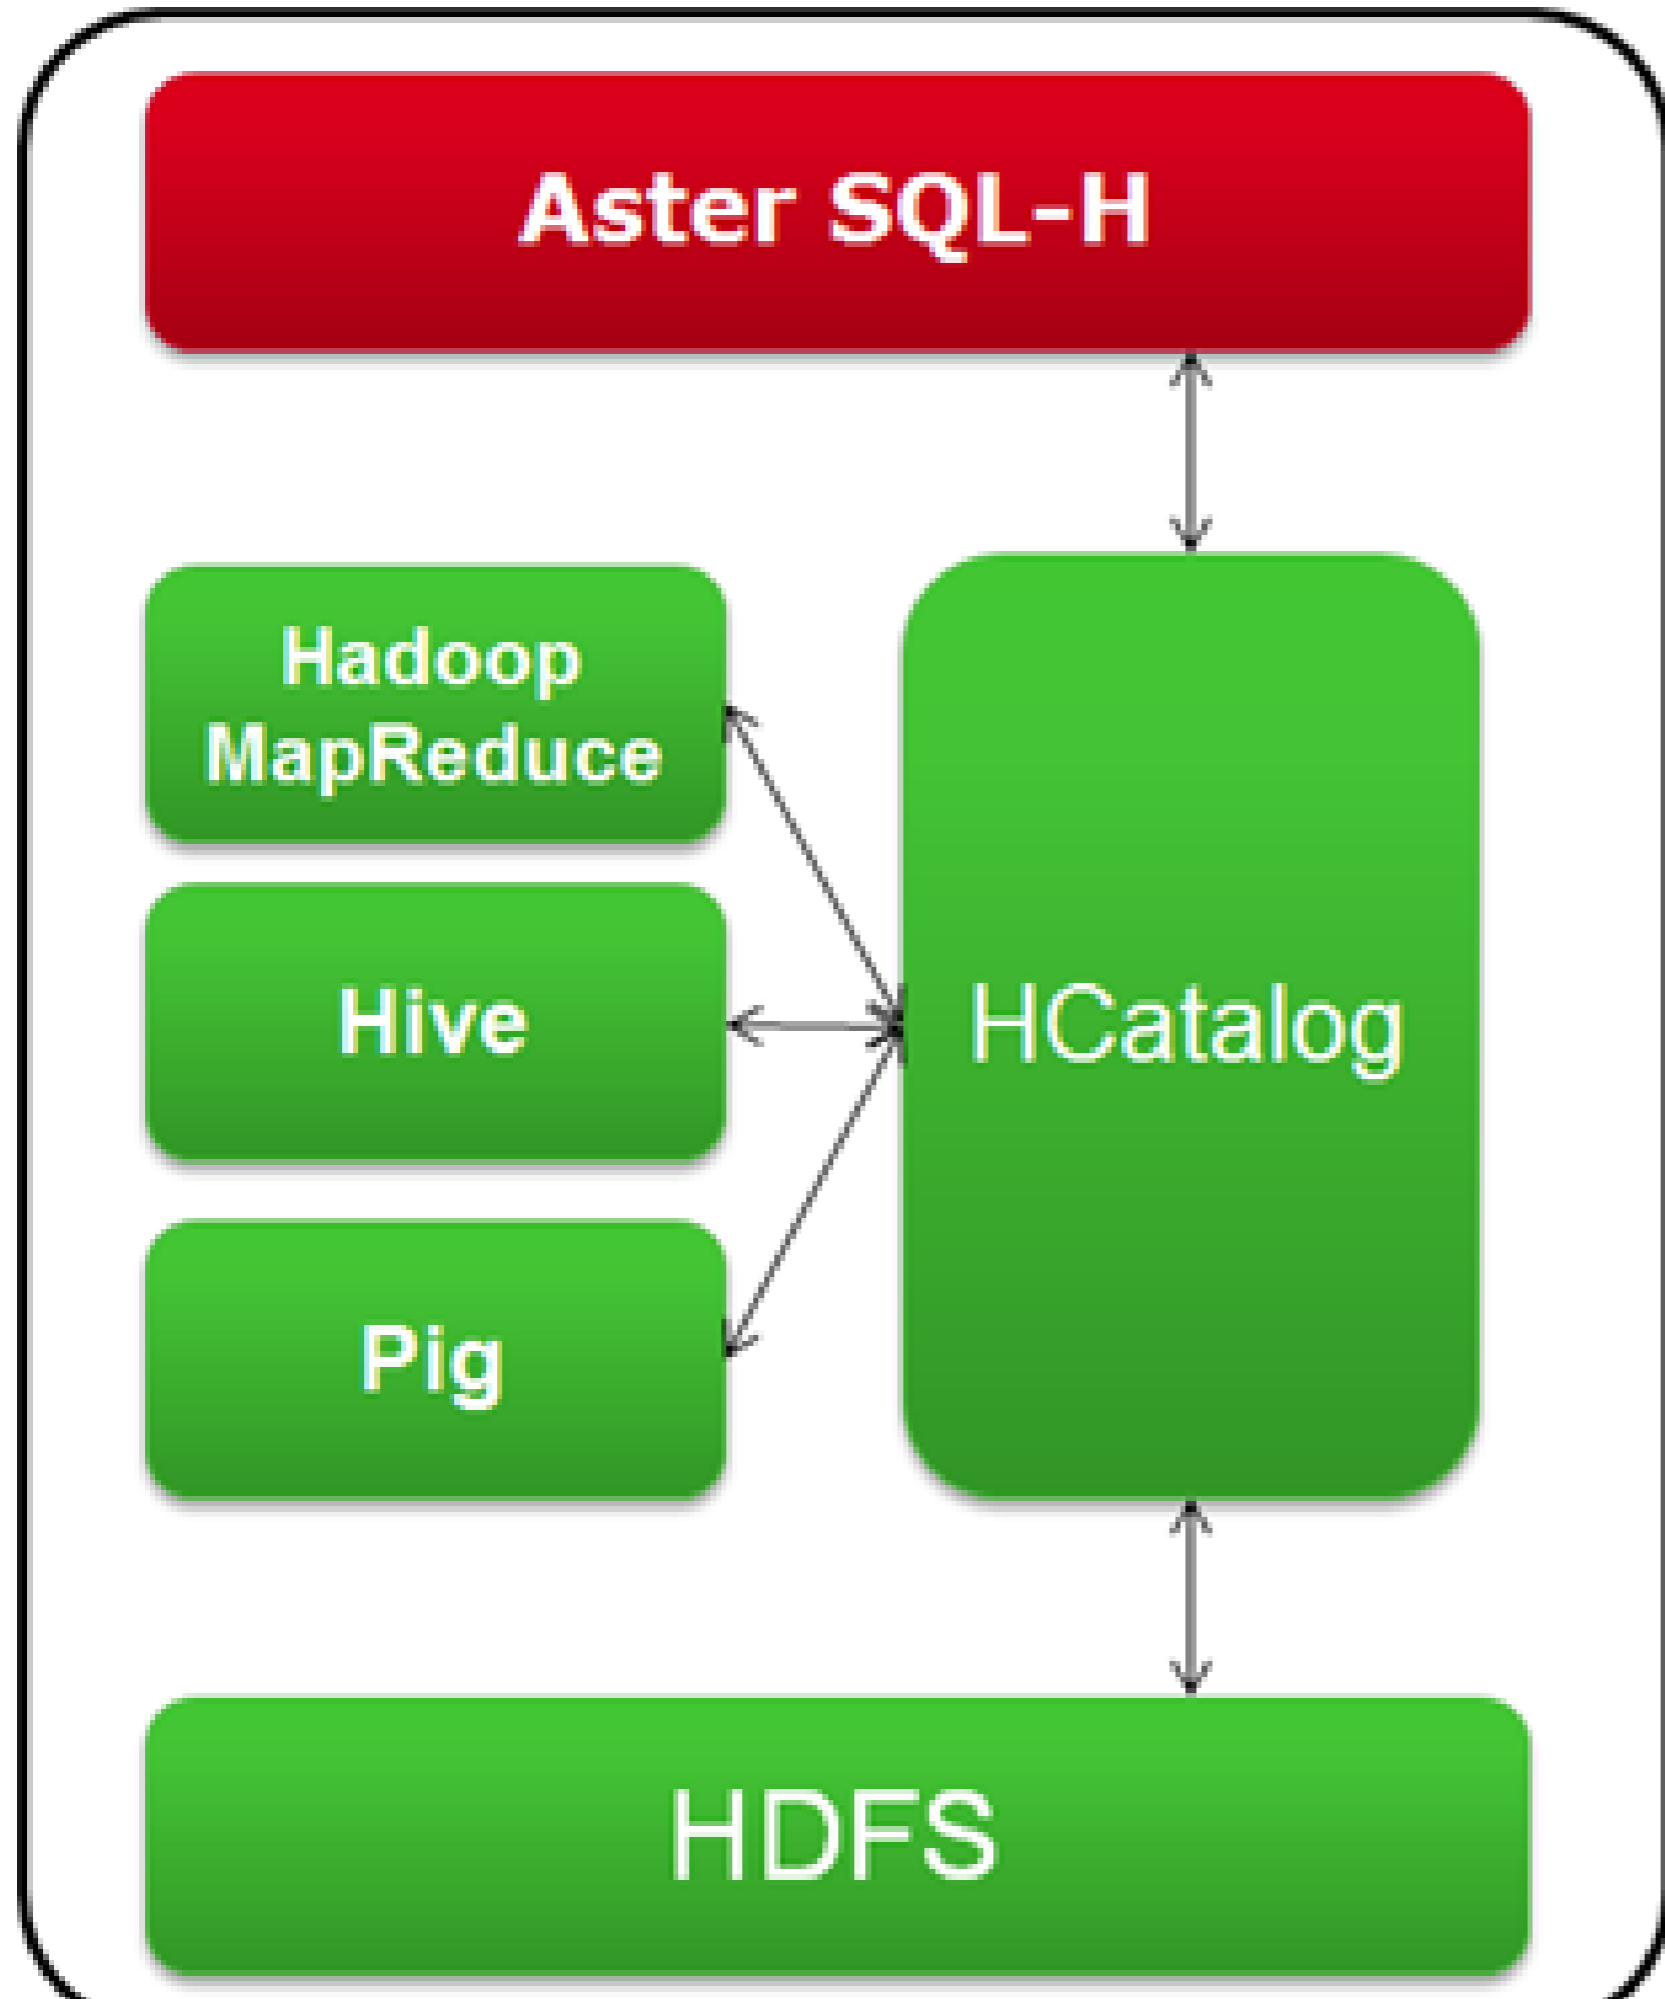 Aster SQL-H
Hadoop
MapReduce
Hive
HCatalog
Pig
HDFS